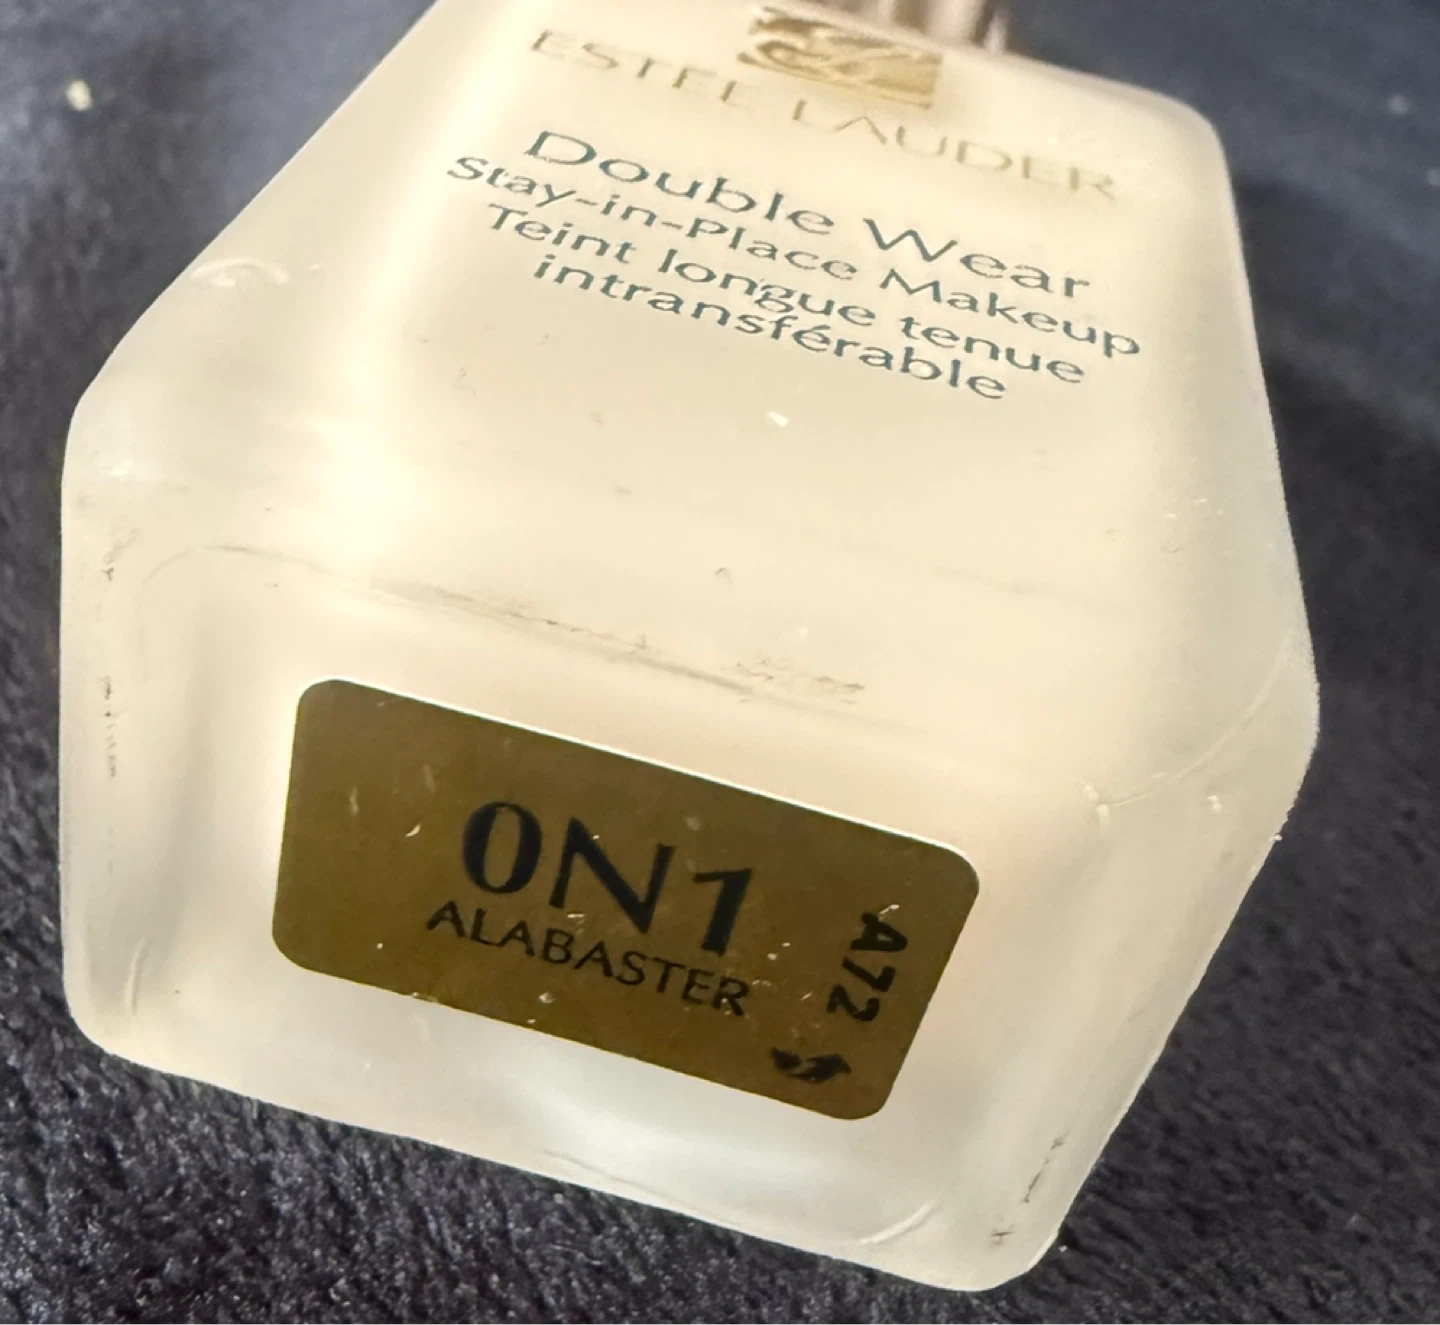 ESTEE LAUDER
Double Wear
Stay-in-Place Makeup
Teint longue tenue
intransférable
0N1
ALABASTER
A72